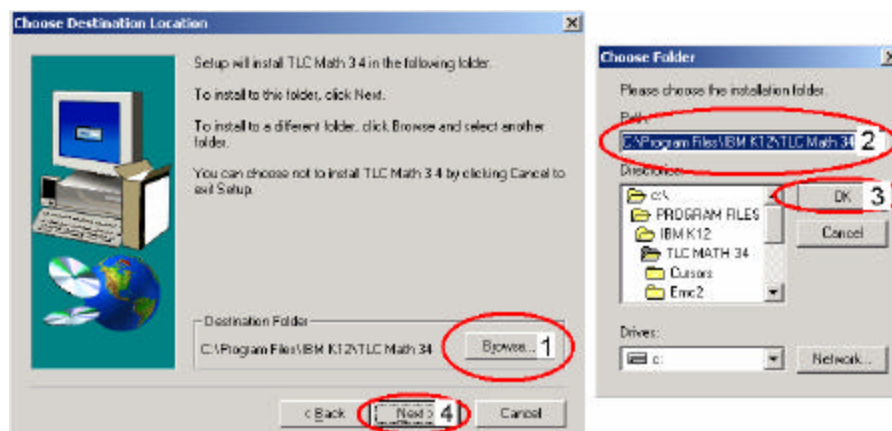 Choose Destination Location
Setup will install TLC Math 3 4 in the following folder.
To install to this folder, click Next.
To install to a different folder, click Browse and select another
folder.
You can choose not to install TLC Math 3 4 by clicking Cancel to
exit Setup.
Destination Folder
C:\Program Files\IBM K12\TLC Math 34
Browse... 1
< Back
Next > 4
Cancel
Choose Folder
Please choose the installation folder.
Path:
C:\Program Files\IBM K12\TLC Math 34 2
Directories:
c:\
PROGRAM FILES
IBM K12
TLC MATH 34
Cursors
Emc2
OK 3
Cancel
Drives:
c:
Network...